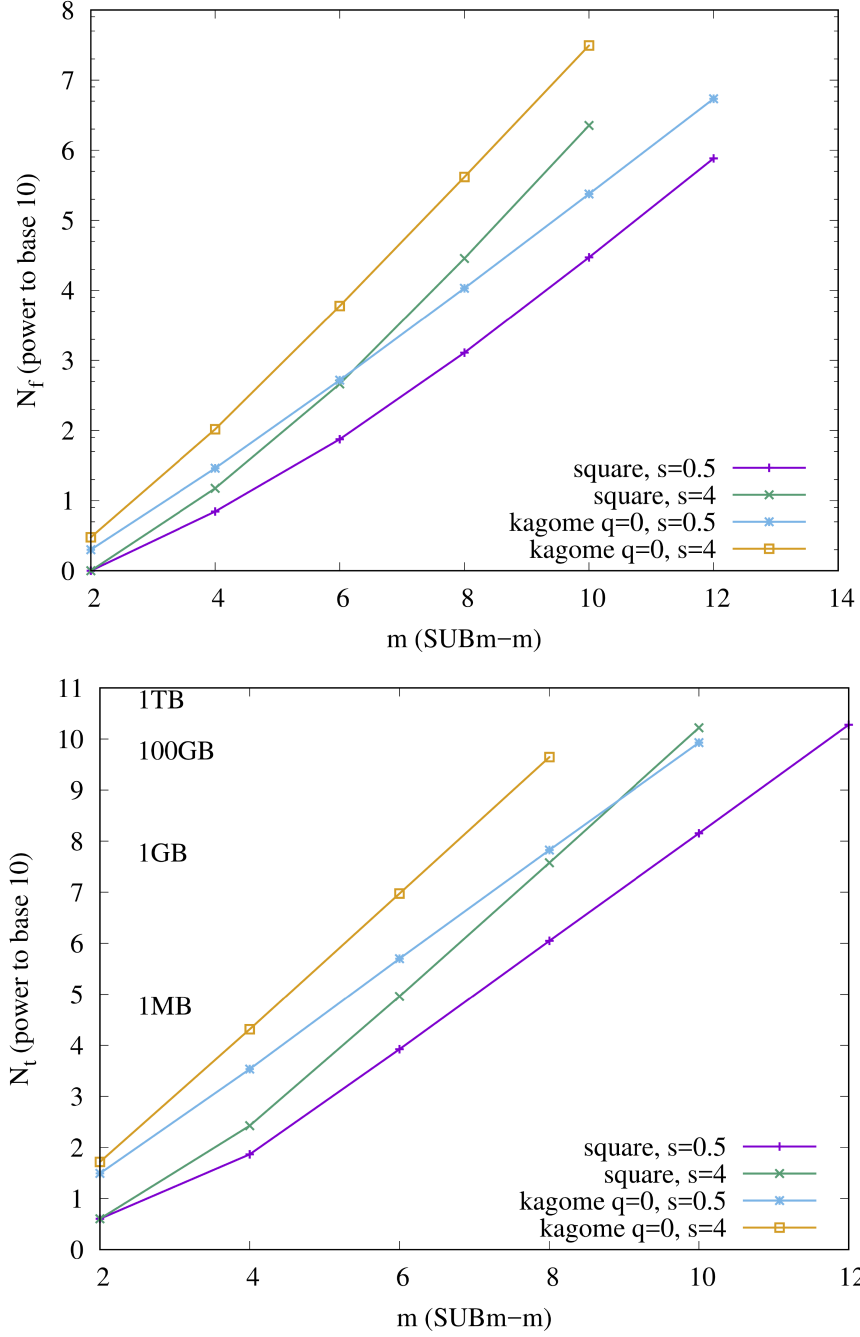 8
7
6
5
4
3
2
1
0
N_f (power to base 10)
square, s=0.5
square, s=4
kagome q=0, s=0.5
kagome q=0, s=4
2 4 6 8 10 12 14
m (SUBm−m)
11
10
9
8
7
6
5
4
3
2
1
0
N_t (power to base 10)
1TB
100GB
1GB
1MB
square, s=0.5
square, s=4
kagome q=0, s=0.5
kagome q=0, s=4
2 4 6 8 10 12
m (SUBm−m)